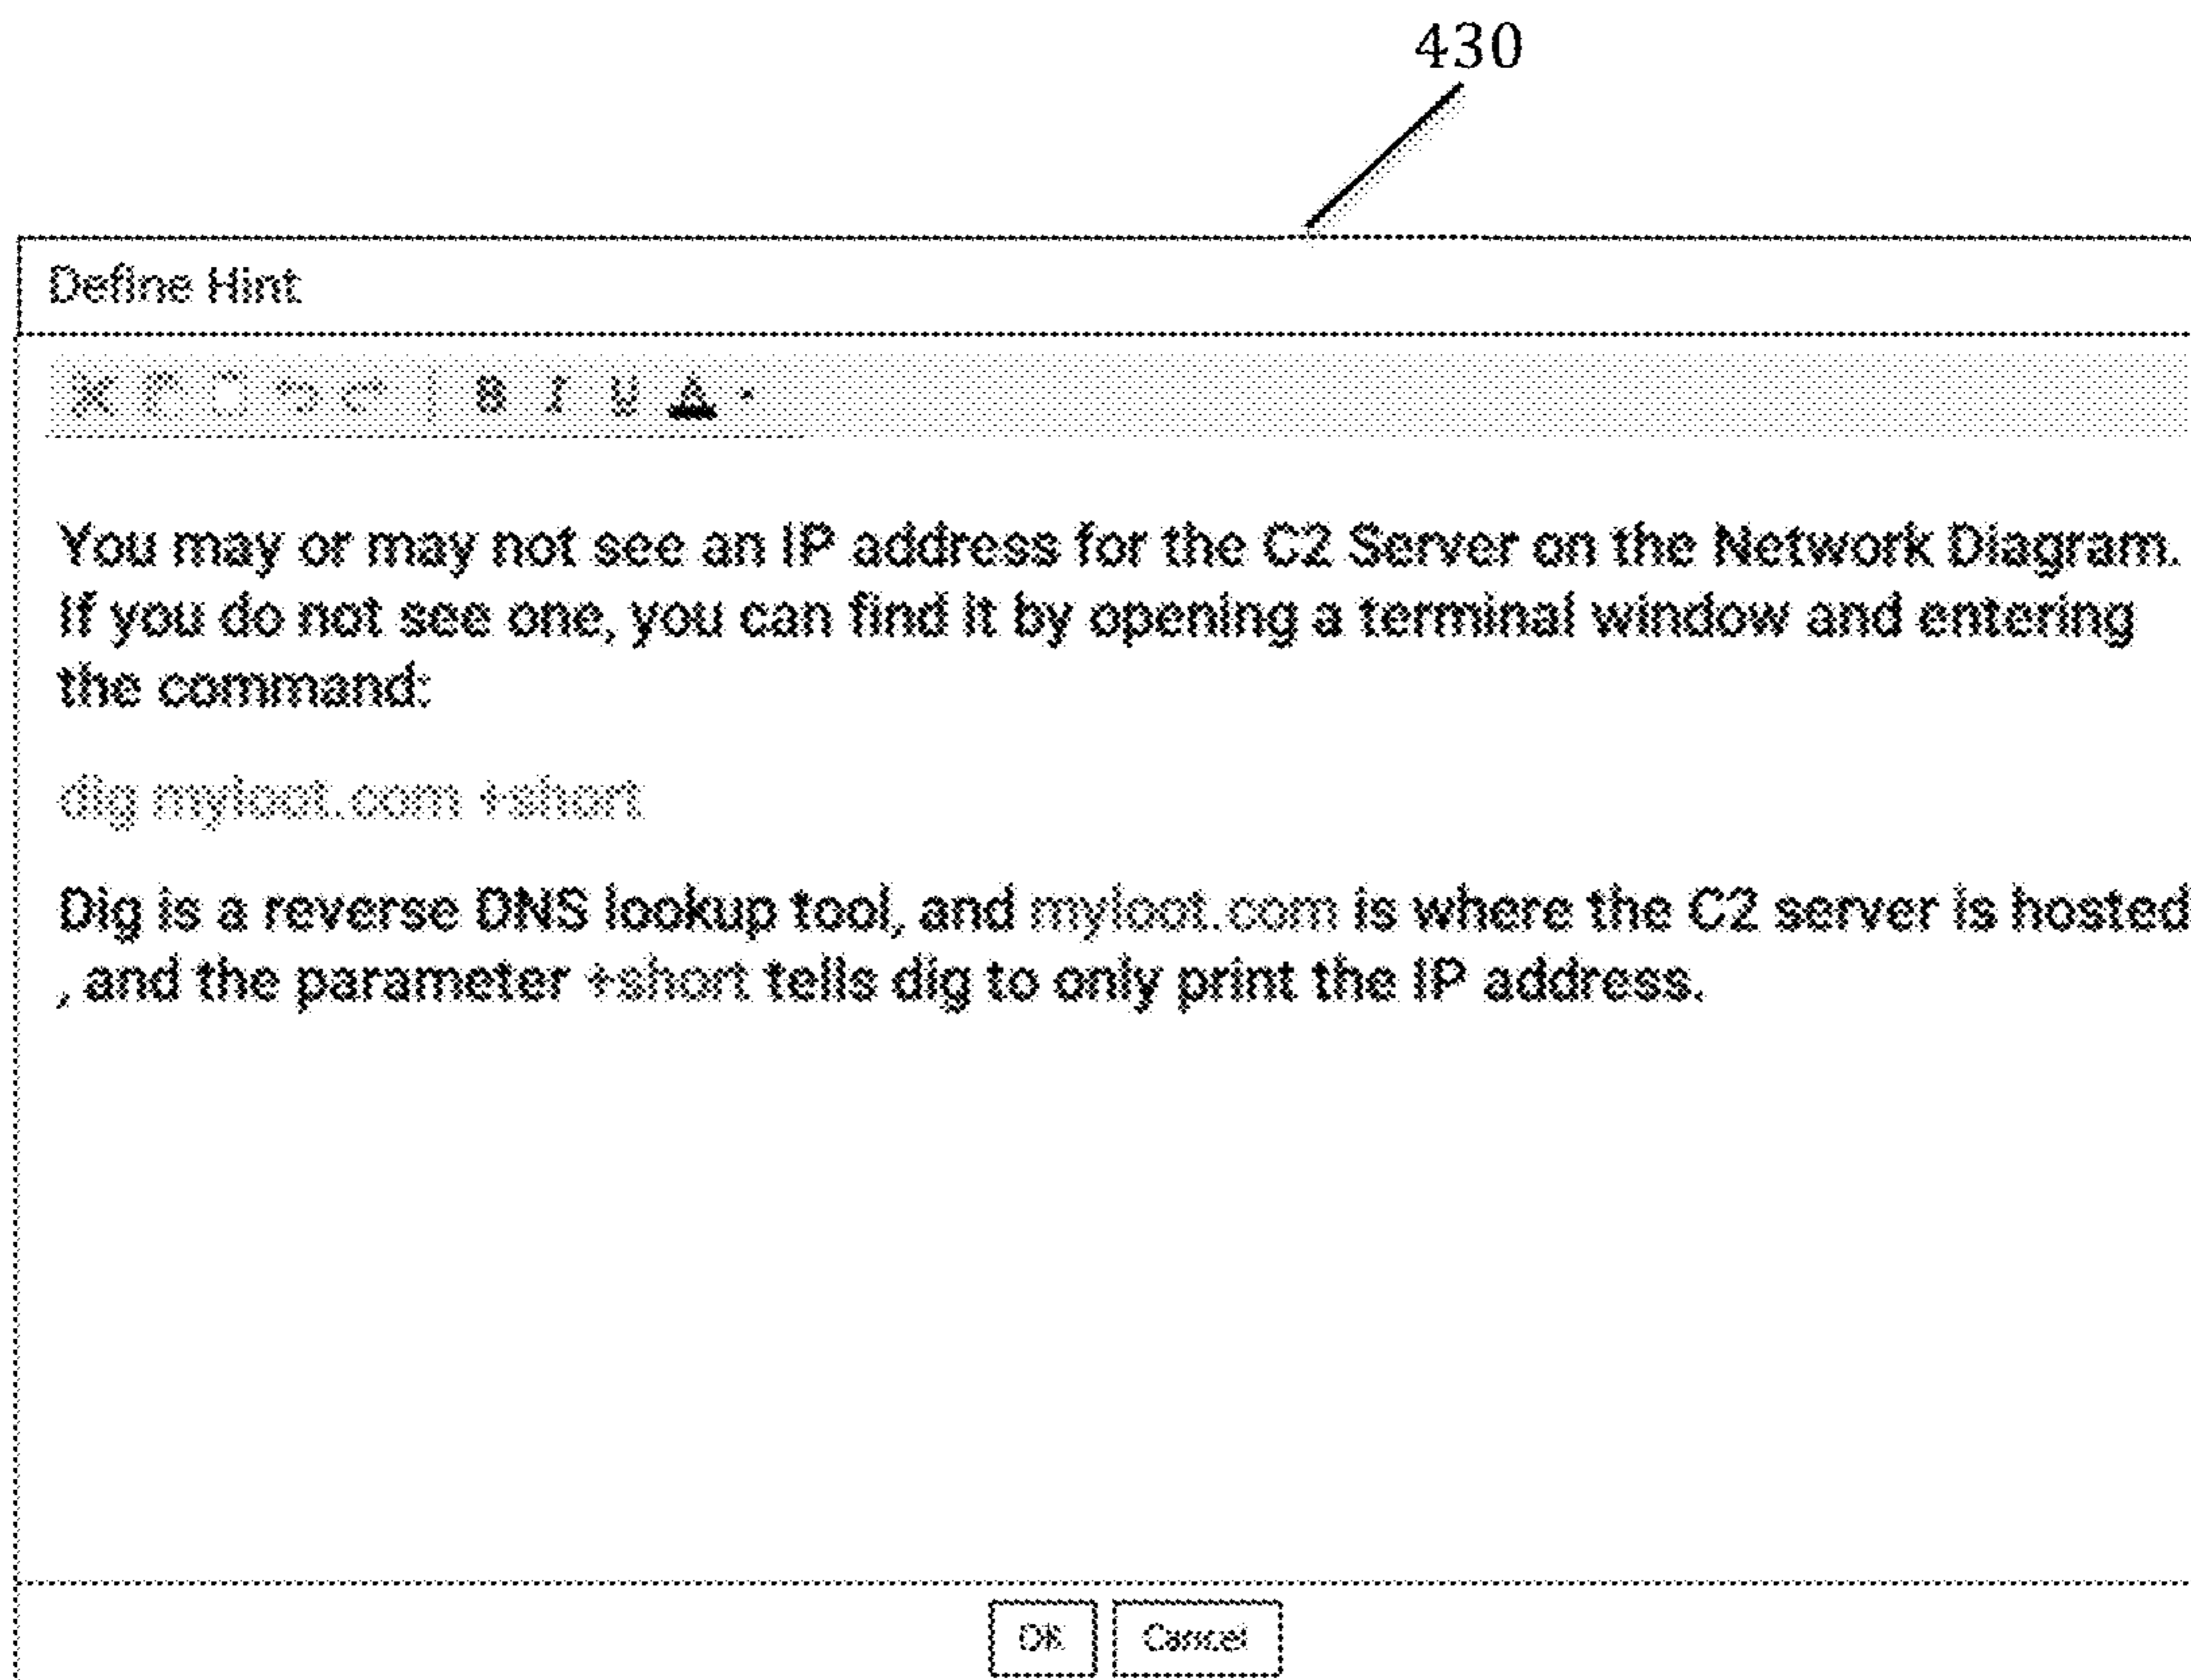 430
Define Hint
B I U A
You may or may not see an IP address for the C2 Server on the Network Diagram.
If you do not see one, you can find it by opening a terminal window and entering
the command:
dig myloot.com +short
Dig is a reverse DNS lookup tool, and myloot.com is where the C2 server is hosted
, and the parameter +short tells dig to only print the IP address.
OK Cancel